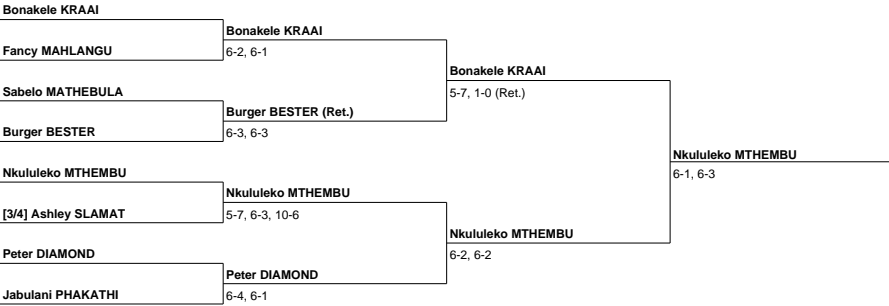 Bonakele KRAAI
Bonakele KRAAI
Fancy MAHLANGU
6-2, 6-1
Bonakele KRAAI
Sabelo MATHEBULA
5-7, 1-0 (Ret.)
Burger BESTER (Ret.)
Burger BESTER
6-3, 6-3
Nkululeko MTHEMBU
6-1, 6-3
Nkululeko MTHEMBU
Nkululeko MTHEMBU
[3/4] Ashley SLAMAT
5-7, 6-3, 10-6
Nkululeko MTHEMBU
Peter DIAMOND
6-2, 6-2
Peter DIAMOND
Jabulani PHAKATHI
6-4, 6-1